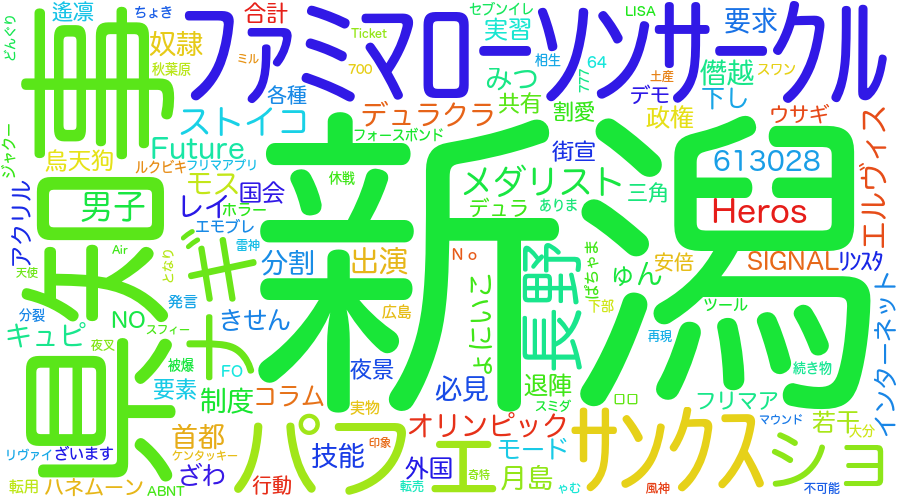 新潟
県知事
ファミマローソンサークル
サンクス
パフェ
ショ
ナギ
長野
メダリスト
ストイコ
男子
Future
Heros
613028
SIGNAL
デュラクラ
エルヴィス
オリンピック
奴隷
合計
遙凛
ちょき
どんぐり
秋葉原
ミル
Ticket
700
セブンイレ
実習
LISA
要求
相生
64
777
土産
スワン
みつ
僭越
各種
デモ
下し
共有
割愛
政権
ウサギ
ジャクー
烏天狗
ルクビキ
フリマアプリ
フォースボンド
街宣
モス
国会
休戦
レイ
ホラー
エモブレ
雷神
デュラ
ありま
三角
アクリル
Air
となり
天使
分割
出演
N。
ゅん
安倍
ﾘﾝｽﾀ
ぱちゃま
よにいこ
下部
ツール
インターネット
分裂
発言
NO
きせん
広島
キュピ
スフィー
夜叉
被爆
FO
夜景
必見
再現
続き物
退陣
スミダ
ロロ
フリマア
要素
制度
コラム
実物
マウンド
若干
大分
首都
技能
モード
リヴァイ
ざいます
ケンタッキー
ざわ
印象
外国
月島
奇特
転用
ハネムーン
ABNT
行動
転売
ゃむ
風神
不可能